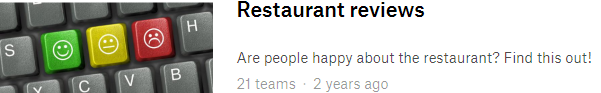 Restaurant reviews
Are people happy about the restaurant? Find this out!
21 teams · 2 years ago
H
S
B
V
C
X